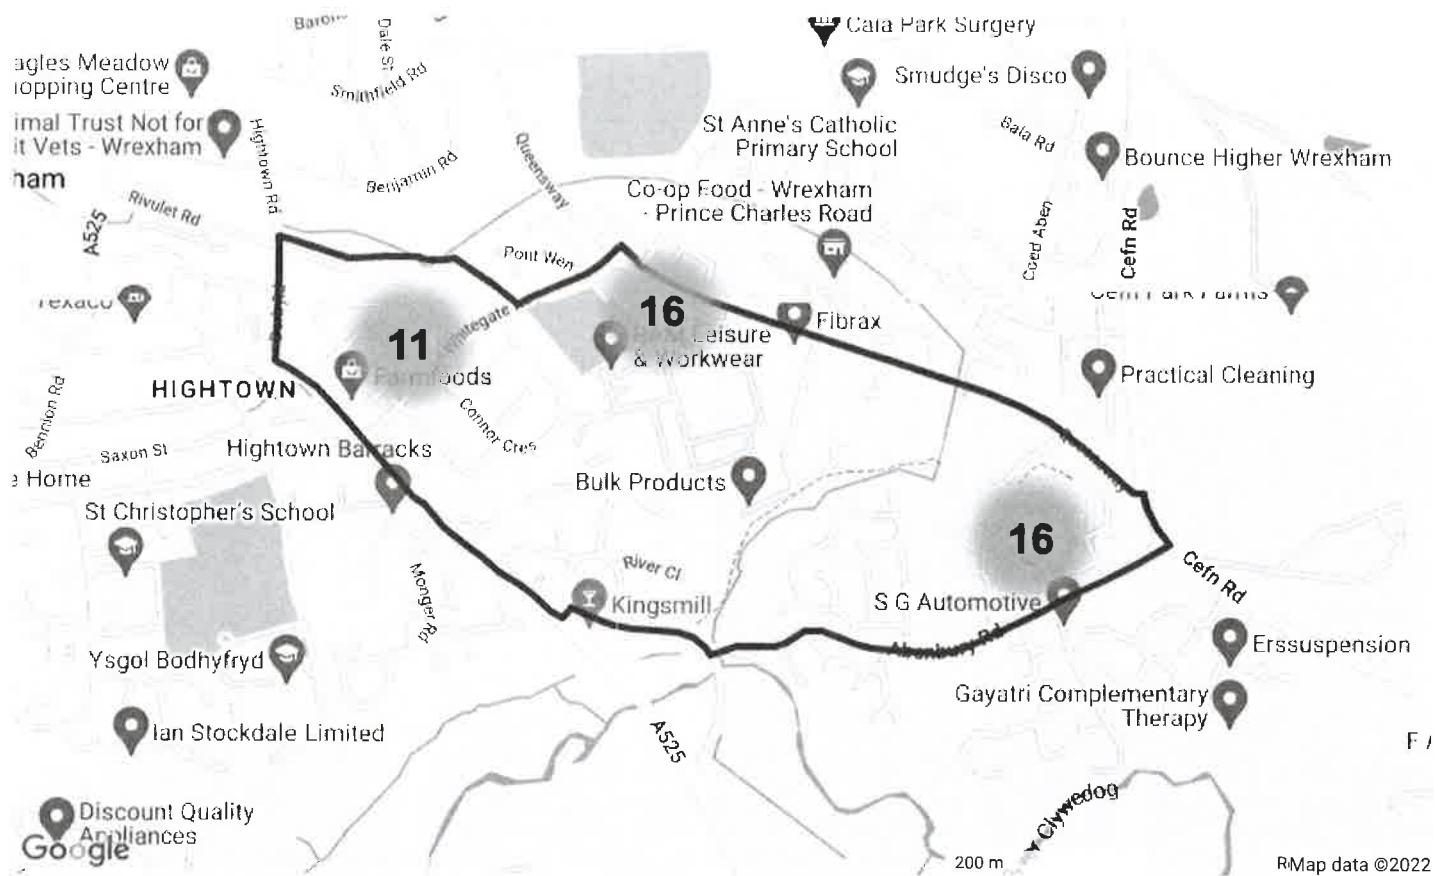 Caia Park Surgery
Dale St
agles Meadow
opping Centre
Smithfield Rd
Smudge's Disco
imal Trust Not for
it Vets - Wrexham
ham
Hightown Rd
St Anne's Catholic
Primary School
Bala Rd
Bounce Higher Wrexham
Benjamin Rd
Queensway
Rivulet Rd
A525
Co-op Food - Wrexham
- Prince Charles Road
Coed Aben
Cefn Rd
Pont Wen
Texaco
16
Fibrax
11
Whitegate
Leisure
& Workwear
Farmfoods
Practical Cleaning
HIGHTOWN
Bennion Rd
Connor Cres
Saxon St
Hightown Barracks
e Home
Bulk Products
St Christopher's School
16
River Cl
Cefn Rd
Monger Rd
Kingsmill
S G Automotive
Abenbury Rd
Erssuspension
Ysgol Bodhyfryd
Gayatri Complementary
Therapy
Ian Stockdale Limited
A525
F
Clywedog
Discount Quality
Appliances
Google
200 m
Map data ©2022